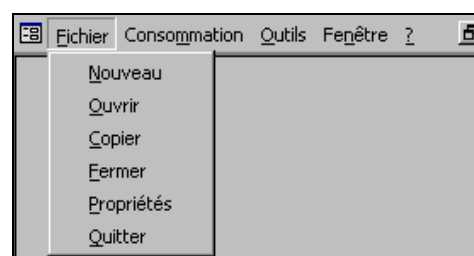 Fichier Consommation Outils Fenêtre ?
Nouveau
Ouvrir
Copier
Fermer
Propriétés
Quitter